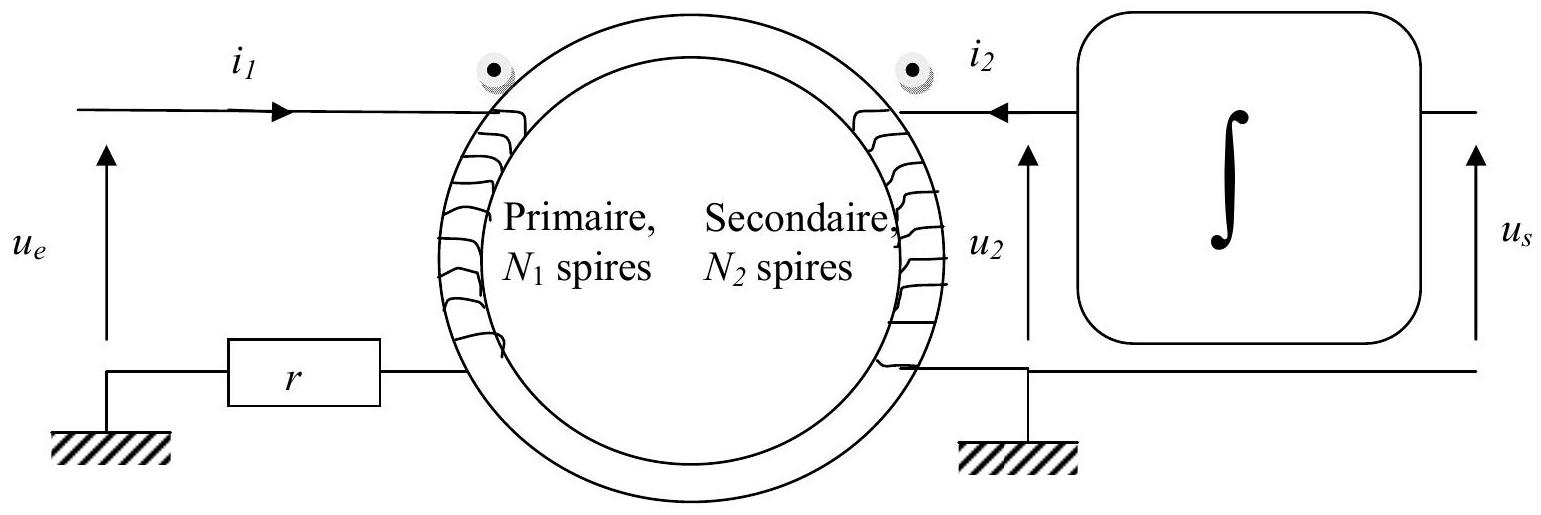 i1
i2
Primaire,
N1 spires
Secondaire,
N2 spires
ue
u2
us
r
∫